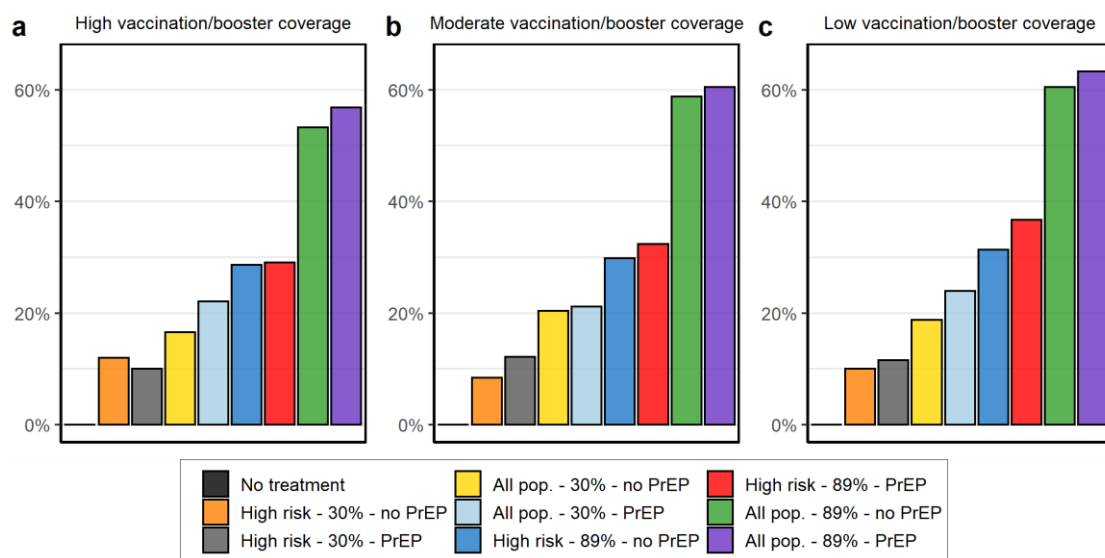 a High vaccination/booster coverage
b Moderate vaccination/booster coverage
c Low vaccination/booster coverage
60%
40%
20%
0%
60%
40%
20%
0%
60%
40%
20%
0%
No treatment
High risk - 30% - no PrEP
High risk - 30% - PrEP
All pop. - 30% - no PrEP
All pop. - 30% - PrEP
High risk - 89% - no PrEP
High risk - 89% - PrEP
All pop. - 89% - no PrEP
All pop. - 89% - PrEP